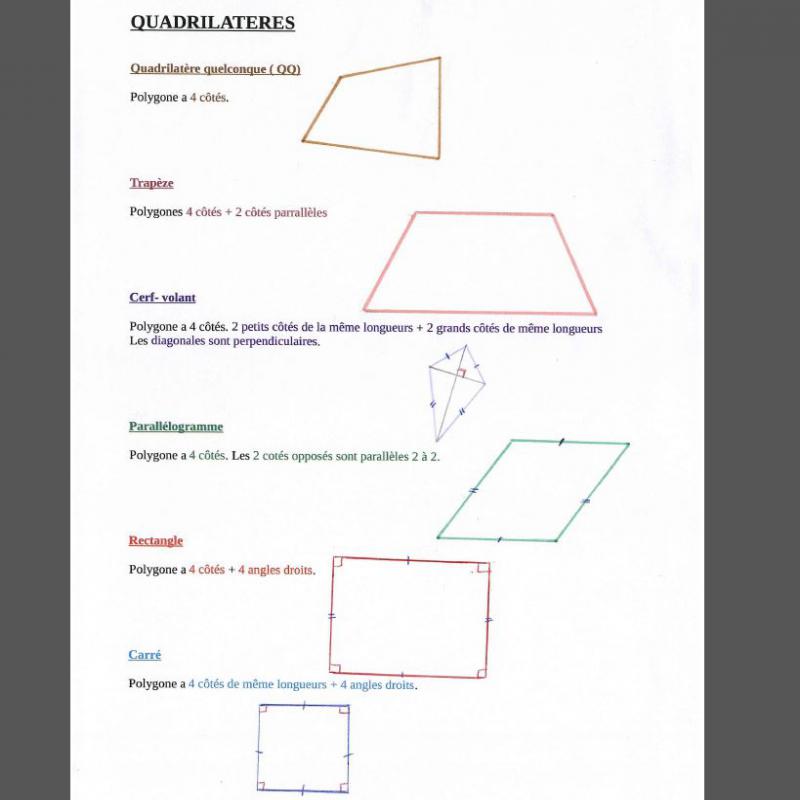 QUADRILATERES
Quadrilatère quelconque ( QQ)
Polygone a 4 côtés.
Trapèze
Polygones 4 côtés + 2 côtés parrallèles
Cerf- volant
Polygone a 4 côtés. 2 petits côtés de la même longueurs + 2 grands côtés de même longueurs
Les diagonales sont perpendiculaires.
Parallélogramme
Polygone a 4 côtés. Les 2 cotés opposés sont parallèles 2 à 2.
Rectangle
Polygone a 4 côtés + 4 angles droits.
Carré
Polygone a 4 côtés de même longueurs + 4 angles droits.